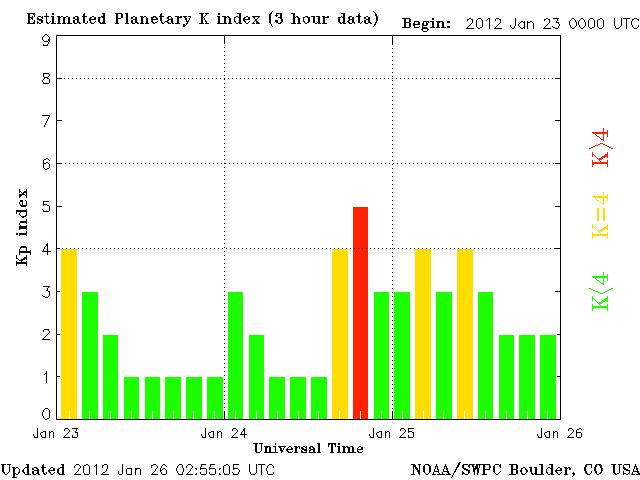 Estimated Planetary K index (3 hour data) Begin: 2012 Jan 23 0000 UTC
9
8
7
6
5
4
3
2
1
0
Kp index
K>4
K=4
K<4
Jan 23 Jan 24 Jan 25 Jan 26
Universal Time
Updated 2012 Jan 26 02:55:05 UTC NOAA/SWPC Boulder, CO USA